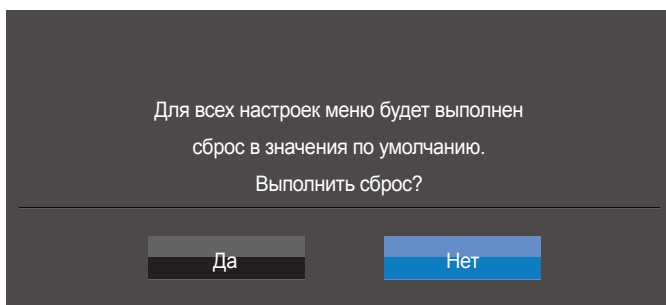 Для всех настроек меню будет выполнен
сброс в значения по умолчанию.
Выполнить сброс?
Да
Нет